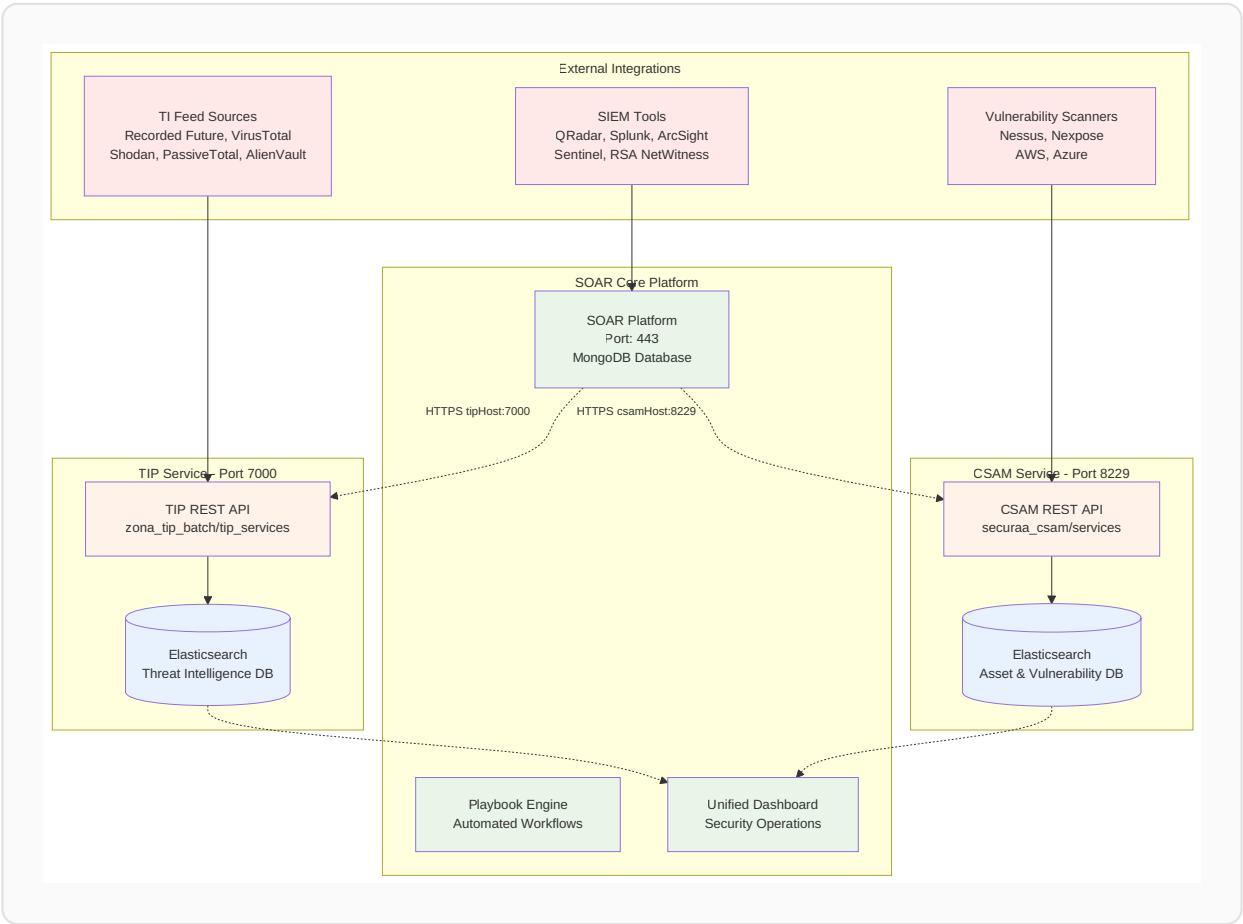 External Integrations
TI Feed Sources
Recorded Future, VirusTotal
Shodan, PassiveTotal, AlienVault
SIEM Tools
QRadar, Splunk, ArcSight
Sentinel, RSA NetWitness
Vulnerability Scanners
Nessus, Nexpose
AWS, Azure
SOAR Core Platform
SOAR Platform
Port: 443
MongoDB Database
HTTPS tipHost:7000
HTTPS csamHost:8229
TIP Service - Port 7000
TIP REST API
zona_tip_batch/tip_services
Elasticsearch
Threat Intelligence DB
CSAM Service - Port 8229
CSAM REST API
securaa_csam/services
Elasticsearch
Asset & Vulnerability DB
Playbook Engine
Automated Workflows
Unified Dashboard
Security Operations